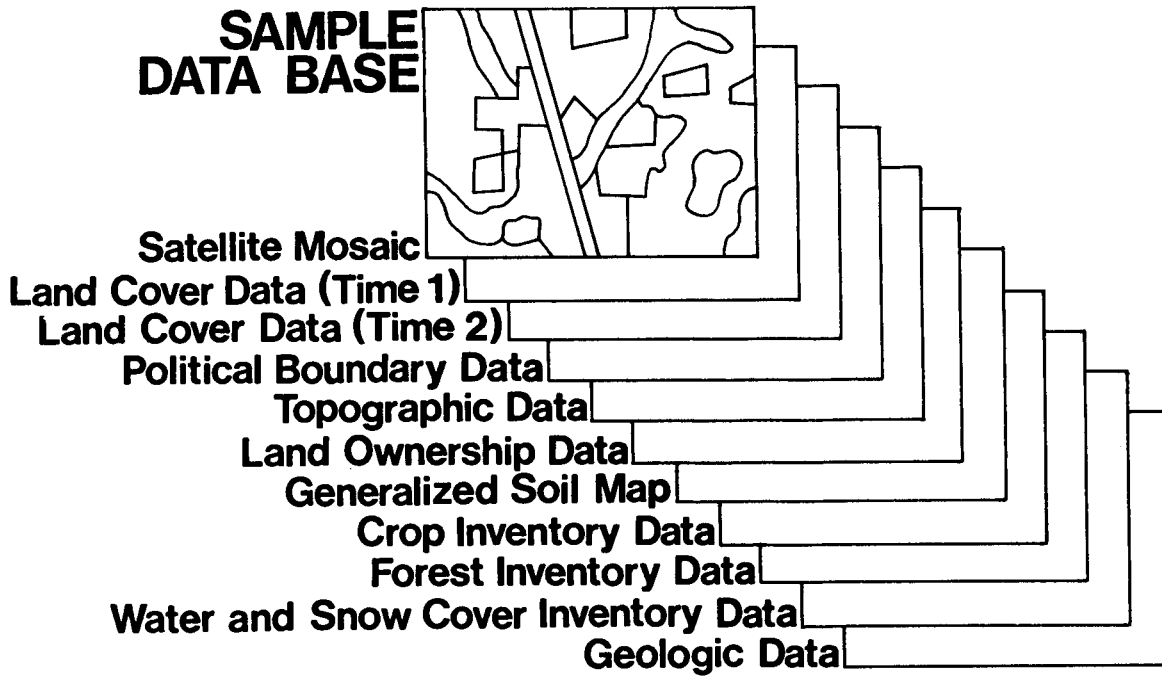 SAMPLE
DATA BASE
Satellite Mosaic
Land Cover Data (Time 1)
Land Cover Data (Time 2)
Political Boundary Data
Topographic Data
Land Ownership Data
Generalized Soil Map
Crop Inventory Data
Forest Inventory Data
Water and Snow Cover Inventory Data
Geologic Data